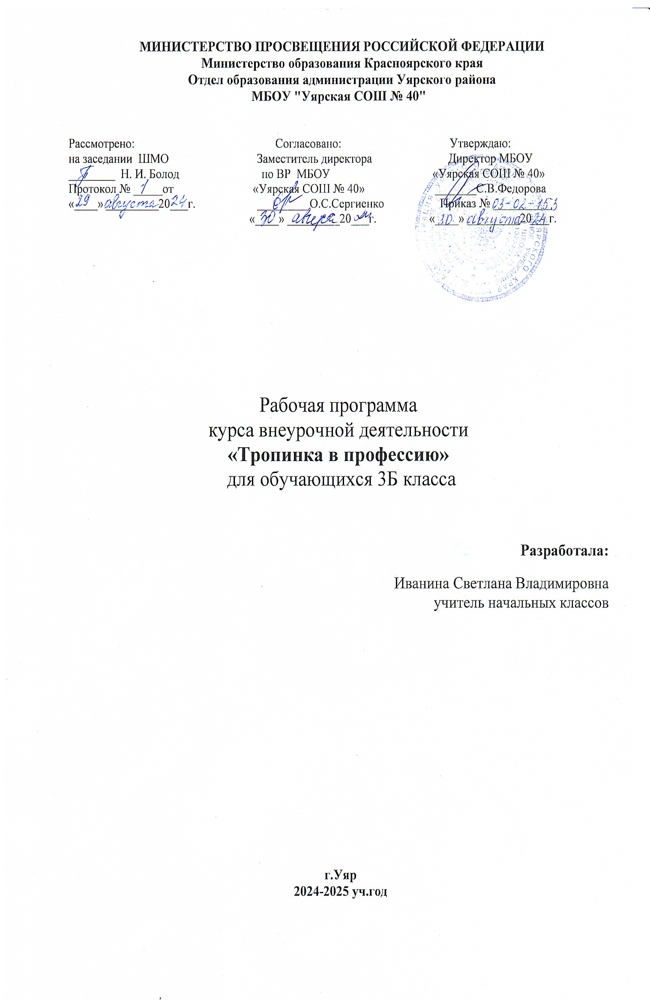 МИНИСТЕРСТВО ПРОСВЕЩЕНИЯ РОССИЙСКОЙ ФЕДЕРАЦИИ
Министерство образования Красноярского края
Отдел образования администрации Уярского района
МБОУ "Уярская СОШ № 40"
Рассмотрено:
на заседании ШМО
________ Н. И. Болод
Протокол № 1 от
«29» августа 2024 г.
Согласовано:
Заместитель директора
по ВР МБОУ
«Уярская СОШ № 40»
_________О.С.Сергиенко
«30» августа 2024 г.
Утверждаю:
Директор МБОУ
«Уярская СОШ № 40»
_______С.В.Федорова
Приказ № 03-02-153
«30» августа 2024 г.
Рабочая программа
курса внеурочной деятельности
«Тропинка в профессию»
для обучающихся 3Б класса
Разработала:
Иванина Светлана Владимировна
учитель начальных классов
г.Уяр
2024-2025 уч.год